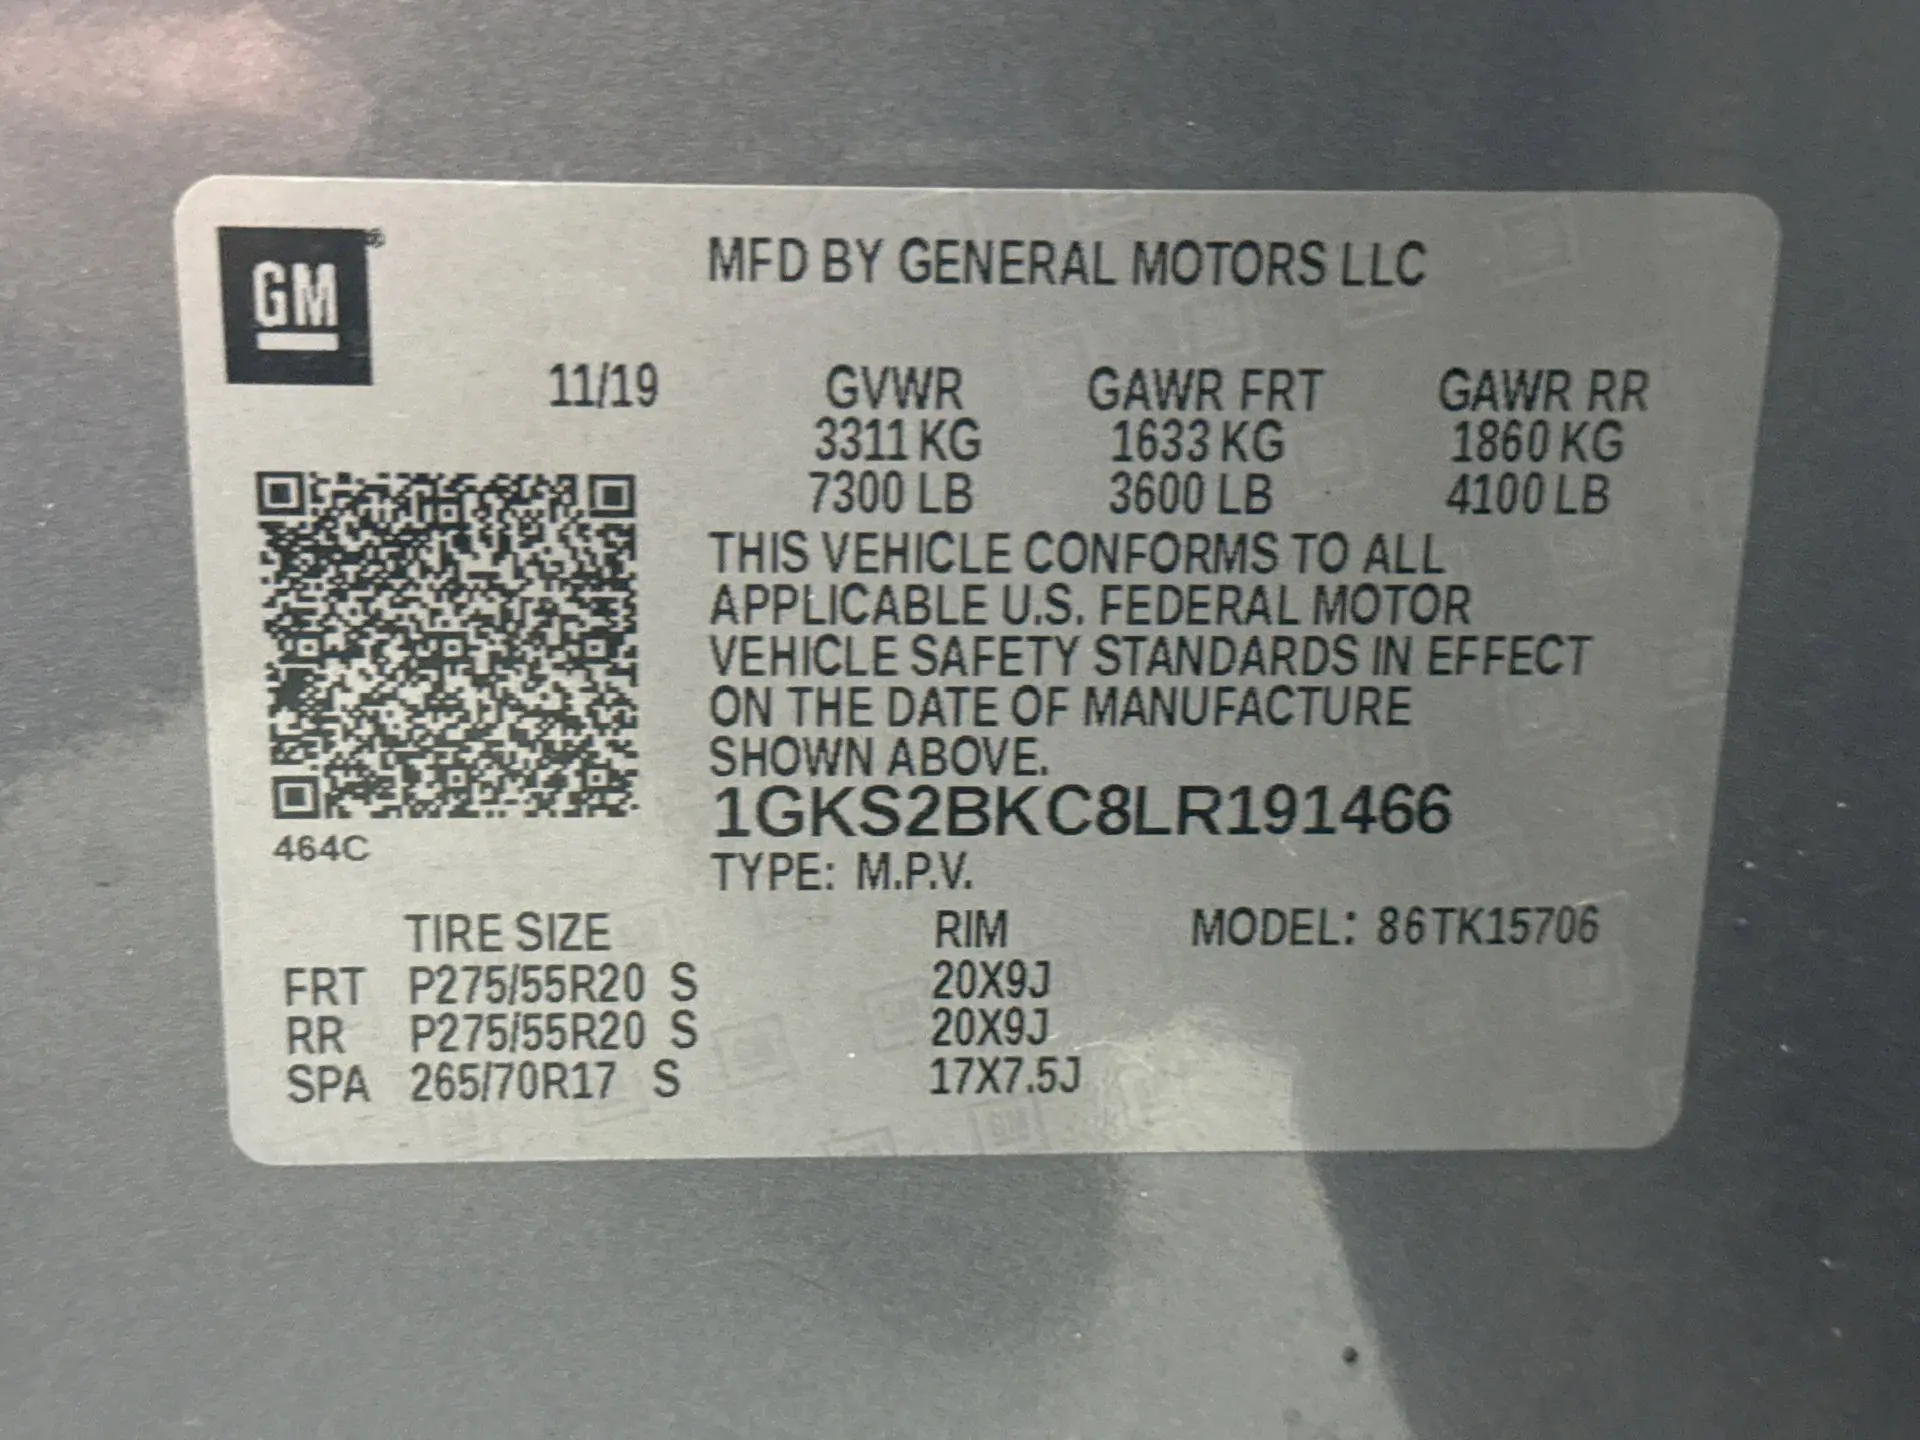 GM®
MFD BY GENERAL MOTORS LLC
11/19 GVWR GAWR FRT GAWR RR
3311 KG 1633 KG 1860 KG
7300 LB 3600 LB 4100 LB
THIS VEHICLE CONFORMS TO ALL
APPLICABLE U.S. FEDERAL MOTOR
VEHICLE SAFETY STANDARDS IN EFFECT
ON THE DATE OF MANUFACTURE
SHOWN ABOVE.
1GKS2BKC8LR191466
464C
TYPE: M.P.V.
TIRE SIZE RIM MODEL: 86TK15706
FRT P275/55R20 S 20X9J
RR P275/55R20 S 20X9J
SPA 265/70R17 S 17X7.5J